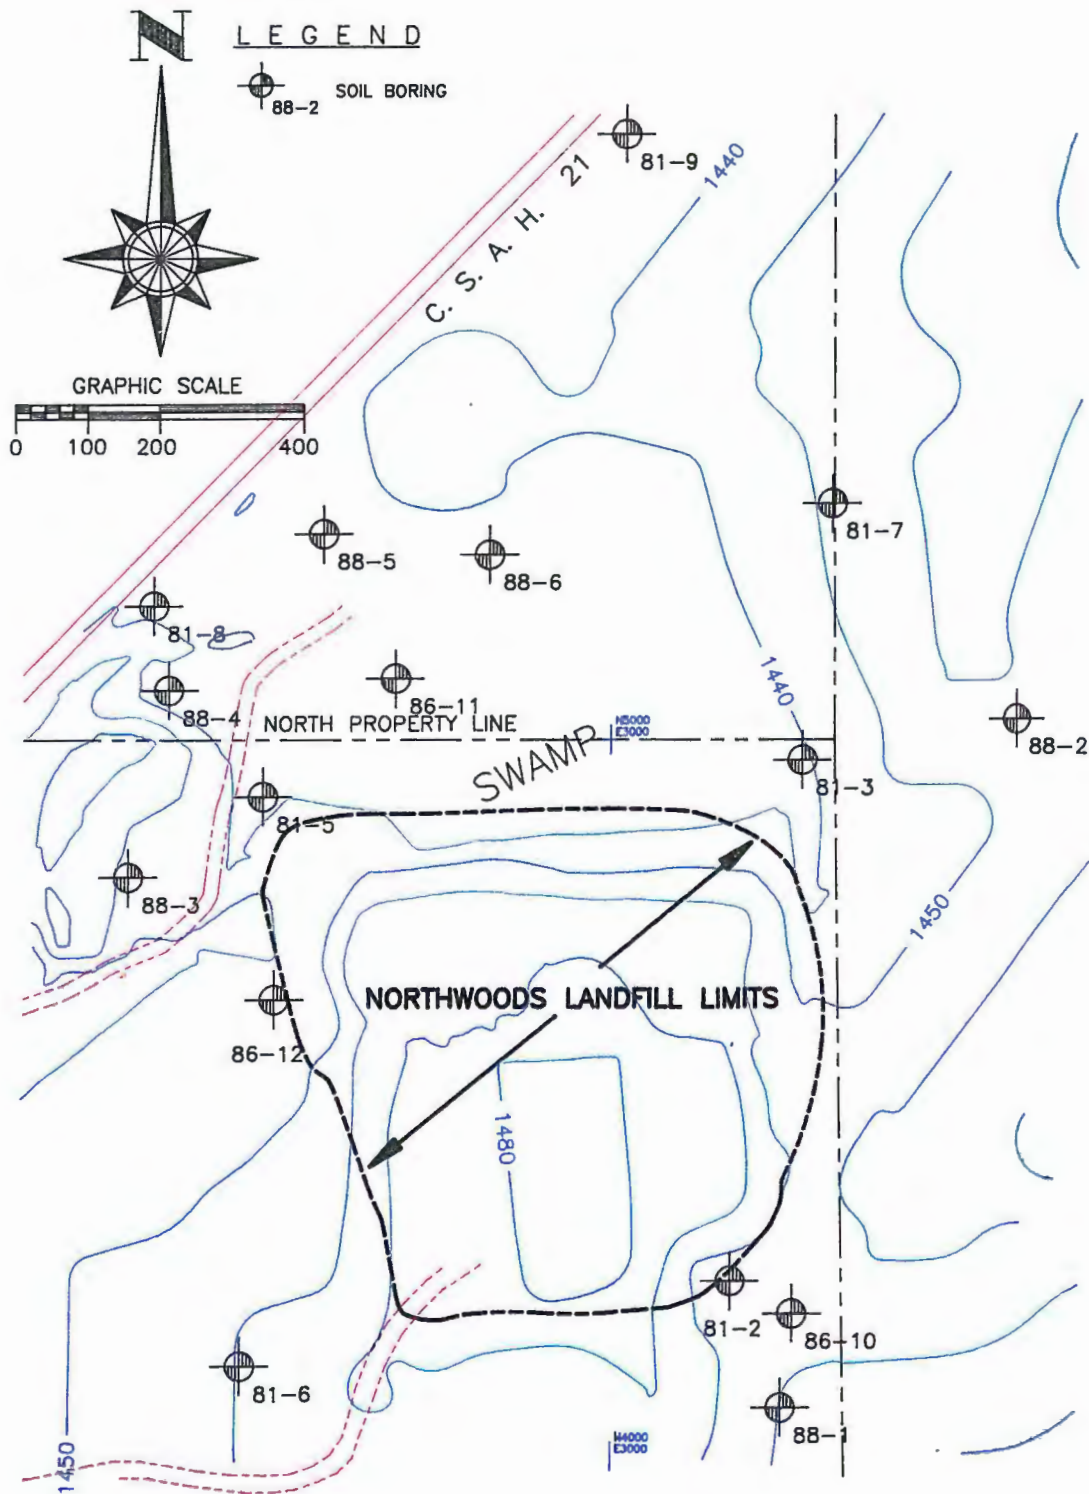 N
LEGEND
88-2 SOIL BORING
81-9
1440
C. S. A. H. 21
GRAPHIC SCALE
0 100 200 400
81-7
88-5
88-6
81-8
1440
86-11
88-4
NORTH PROPERTY LINE
N5000
E3000
88-2
SWAMP
81-3
81-5
88-3
1450
NORTHWOODS LANDFILL LIMITS
86-12
1480
81-2
86-10
81-6
88-1
N4000
E3000
1450